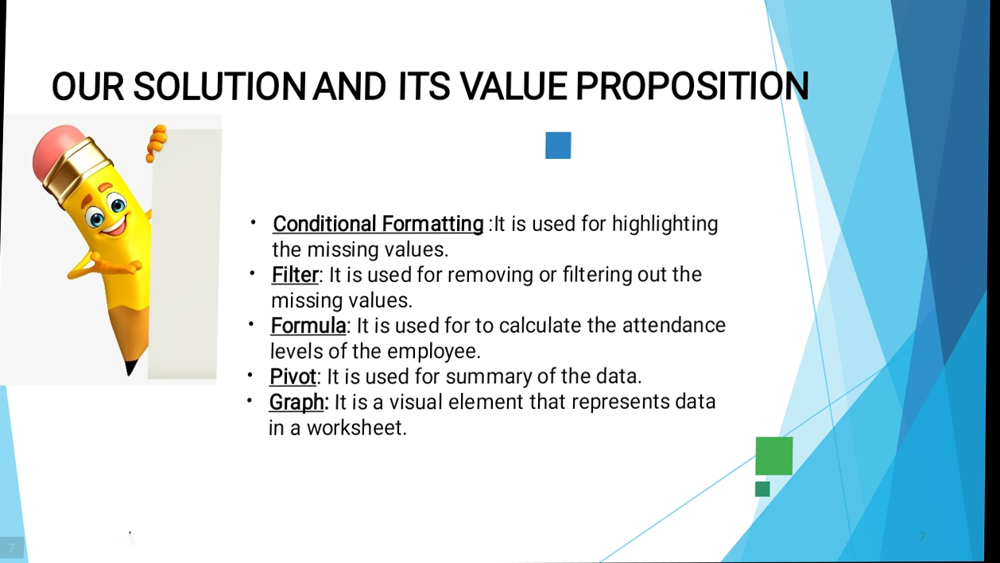 OUR SOLUTION AND ITS VALUE PROPOSITION
• Conditional Formatting :It is used for highlighting
the missing values.
• Filter: It is used for removing or filtering out the
missing values.
• Formula: It is used for to calculate the attendance
levels of the employee.
• Pivot: It is used for summary of the data.
• Graph: It is a visual element that represents data
in a worksheet.
7
7